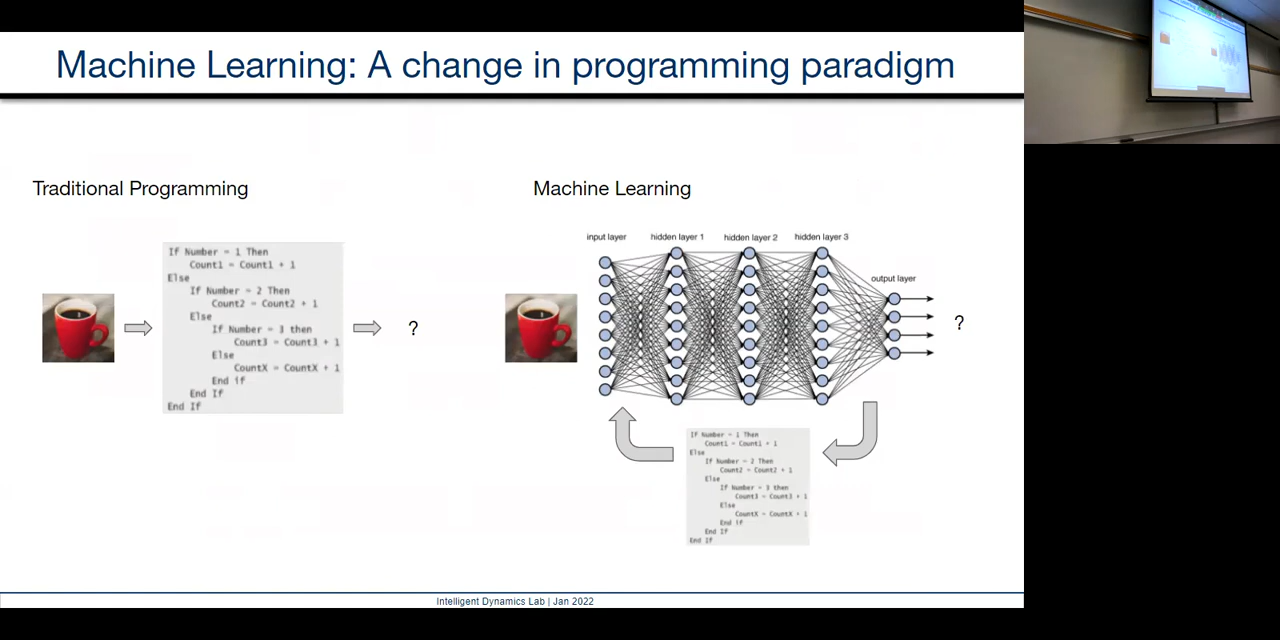 Machine Learning: A change in programming paradigm
Traditional Programming
If Number = 1 Then
Count1 = Count1 + 1
Else
If Number = 2 Then
Count2 = Count2 + 1
Else
If Number = 3 then
Count3 = Count3 + 1
Else
CountX = CountX + 1
End if
End If
End If
?
Machine Learning
input layer
hidden layer 1
hidden layer 2
hidden layer 3
output layer
?
If Number = 1 Then
Count1 = Count1 + 1
Else
If Number = 2 Then
Count2 = Count2 + 1
Else
If Number = 3 then
Count3 = Count3 + 1
Else
CountX = CountX + 1
End if
End If
End If
Intelligent Dynamics Lab | Jan 2022